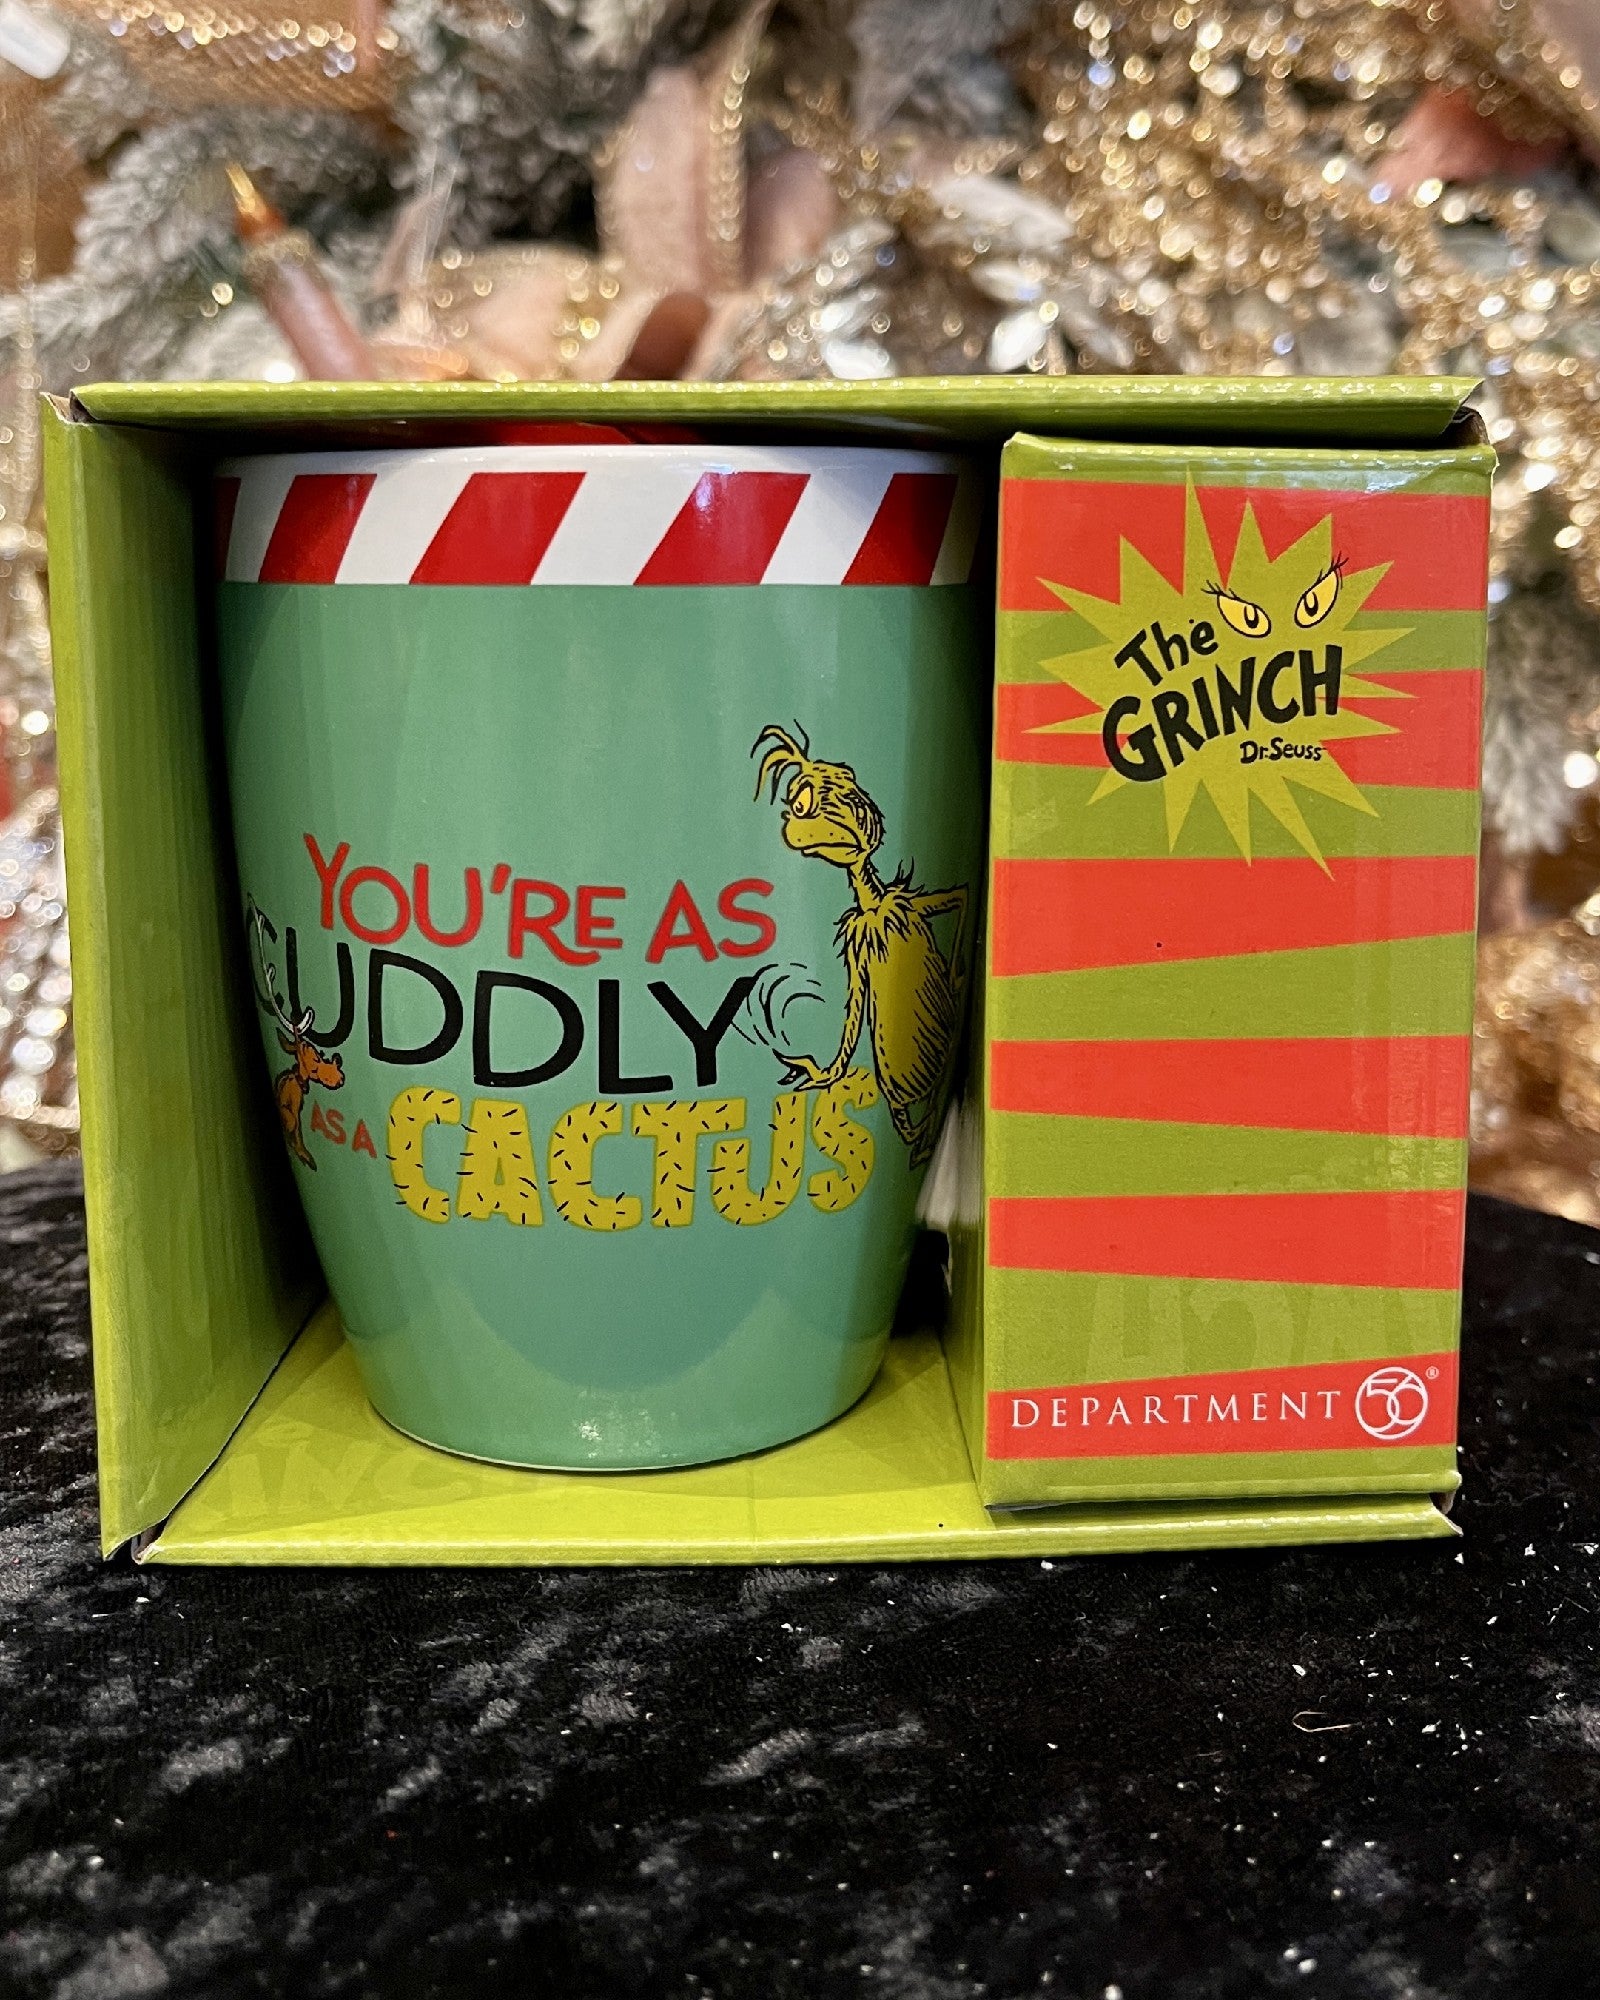 YOU'RE AS
CUDDLY
AS A CACTUS
The
GRINCH
Dr. Seuss
DEPARTMENT 56®